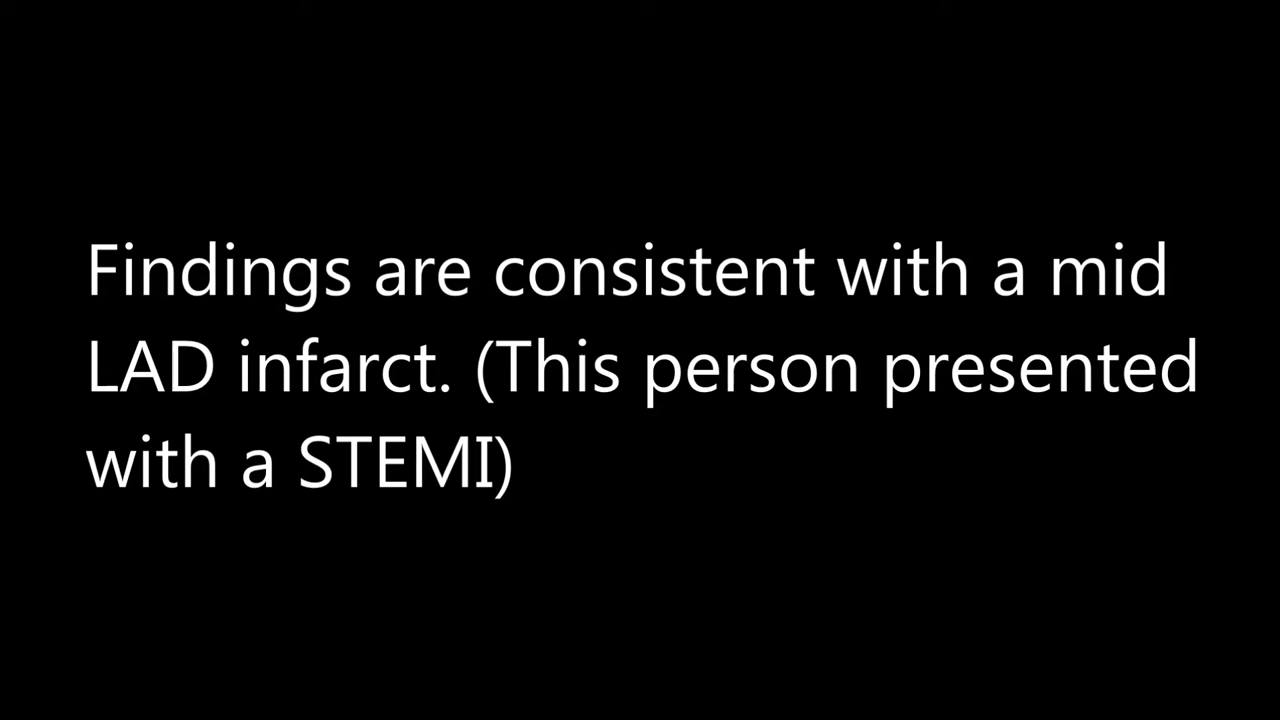 Findings are consistent with a mid
LAD infarct. (This person presented
with a STEMI)